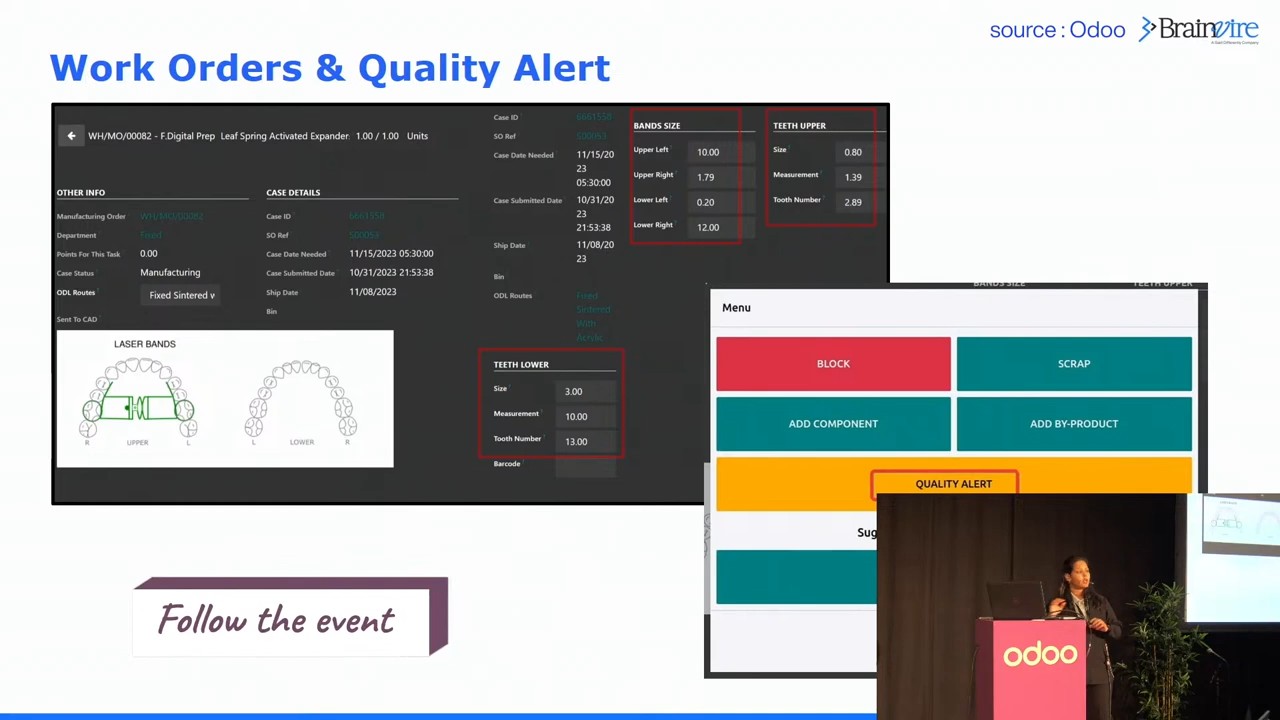 source : Odoo
Brainvire
Work Orders & Quality Alert
WH/MO/00082 - F.Digital Prep Leaf Spring Activated Expander 1.00 / 1.00 Units
OTHER INFO
Manufacturing Order WH/MO/00082
Department Fixed
Points For This Task 0.00
Case Status Manufacturing
ODL Routes Fixed Sintered w
Sent To CAD
CASE DETAILS
Case ID 6661558
SO Ref S00053
Case Date Needed 11/15/2023 05:30:00
Case Submitted Date 10/31/2023 21:53:38
Ship Date 11/08/2023
Bin
LASER BANDS
R UPPER L
L LOWER R
Case ID 6661558
SO Ref S00053
Case Date Needed 11/15/20
23
05:30:00
Case Submitted Date 10/31/20
23
21:53:38
Ship Date 11/08/20
23
Bin
ODL Routes Fixed
Sintered
With
Acrylic
TEETH LOWER
Size 3.00
Measurement 10.00
Tooth Number 13.00
Barcode
BANDS SIZE
Upper Left 10.00
Upper Right 1.79
Lower Left 0.20
Lower Right 12.00
TEETH UPPER
Size 0.80
Measurement 1.39
Tooth Number 2.89
BANDS SIZE TEETH UPPER
Menu
BLOCK SCRAP
ADD COMPONENT ADD BY-PRODUCT
QUALITY ALERT
Sug
Follow the event
odoo